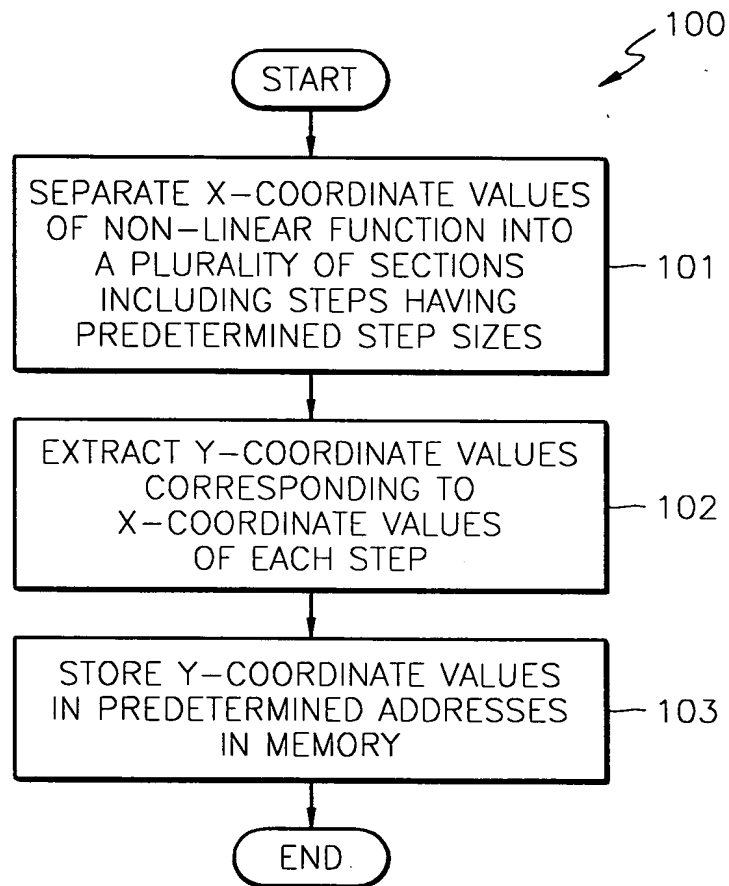 100
START
SEPARATE X-COORDINATE VALUES
OF NON-LINEAR FUNCTION INTO
A PLURALITY OF SECTIONS
INCLUDING STEPS HAVING
PREDETERMINED STEP SIZES
101
EXTRACT Y-COORDINATE VALUES
CORRESPONDING TO
X-COORDINATE VALUES
OF EACH STEP
102
STORE Y-COORDINATE VALUES
IN PREDETERMINED ADDRESSES
IN MEMORY
103
END